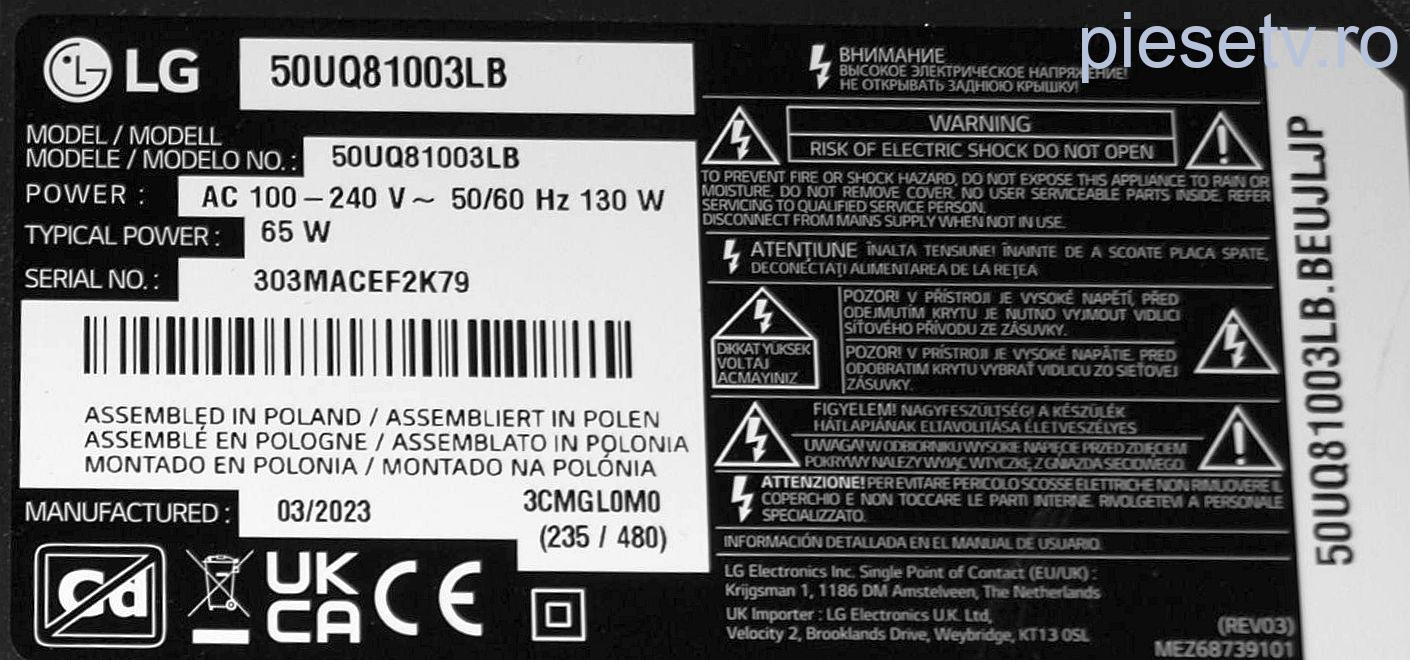 LG
50UQ81003LB
MODEL / MODELL
MODELE / MODELO NO. :
50UQ81003LB
POWER :
AC 100 – 240 V ~ 50/60 Hz 130 W
TYPICAL POWER :
65 W
SERIAL NO. :
303MACEF2K79
ASSEMBLED IN POLAND / ASSEMBLIERT IN POLEN
ASSEMBLÉ EN POLOGNE / ASSEMBLATO IN POLONIA
MONTADO EN POLONIA / MONTADO NA POLÓNIA
MANUFACTURED :
03/2023
3CMGL0M0
(235 / 480)
Cd
UK
CA
CE
piesetv.ro
ВНИМАНИЕ
ВЫСОКОЕ ЭЛЕКТРИЧЕСКОЕ НАПРЯЖЕНИЕ!
НЕ ОТКРЫВАТЬ ЗАДНЮЮ КРЫШКУ!
WARNING
RISK OF ELECTRIC SHOCK DO NOT OPEN
TO PREVENT FIRE OR SHOCK HAZARD, DO NOT EXPOSE THIS APPLIANCE TO RAIN OR
MOISTURE. DO NOT REMOVE COVER. NO USER SERVICEABLE PARTS INSIDE. REFER
SERVICING TO QUALIFIED SERVICE PERSON.
DISCONNECT FROM MAINS SUPPLY WHEN NOT IN USE.
ATENȚIUNE ÎNALTA TENSIUNE! ÎNAINTE DE A SCOATE PLACA SPATE,
DECONECTAȚI ALIMENTAREA DE LA REȚEA
DIKKAT YUKSEK
VOLTAJ
ACMAYINIZ
POZOR! V PŘÍSTROJI JE VYSOKÉ NAPĚTÍ, PŘED
ODEJMUTÍM KRYTU JE NUTNO VYJMOUT VIDLICI
SÍŤOVÉHO PŘÍVODU ZE ZÁSUVKY.
POZOR! V PRÍSTROJI JE VYSOKÉ NAPÄTIE. PRED
ODOBRATIM KRYTU VYBRAŤ VIDLICU ZO SIEŤOVEJ
ZÁSUVKY.
FIGYELEM! NAGYFESZÜLTSÉG! A KÉSZÜLÉK
HÁTLAPJÁNAK ELTAVOLÍTÁSA ÉLETVESZÉLYES
UWAGA! W ODBIORNIKU WYSOKIE NAPIĘCIE PRZED ZDJĘCIEM
POKRYWY NALEŻY WYJĄĆ WTYCZKĘ Z GNIAZDA SIECIOWEGO
ATTENZIONE! PER EVITARE PERICOLO SCOSSE ELETTRICHE NON RIMUOVERE IL
COPERCHIO E NON TOCCARE LE PARTI INTERNE. RIVOLGETEVI A PERSONALE
SPECIALIZZATO.
INFORMACIÓN DETALLADA EN EL MANUAL DE USUARIO.
LG Electronics Inc. Single Point of Contact (EU/UK) :
Krijgsman 1, 1186 DM Amstelveen, The Netherlands
UK Importer : LG Electronics U.K. Ltd,
Velocity 2, Brooklands Drive, Weybridge, KT13 0SL
(REV03)
MEZ68739101
50UQ81003LB.BEUJLJP